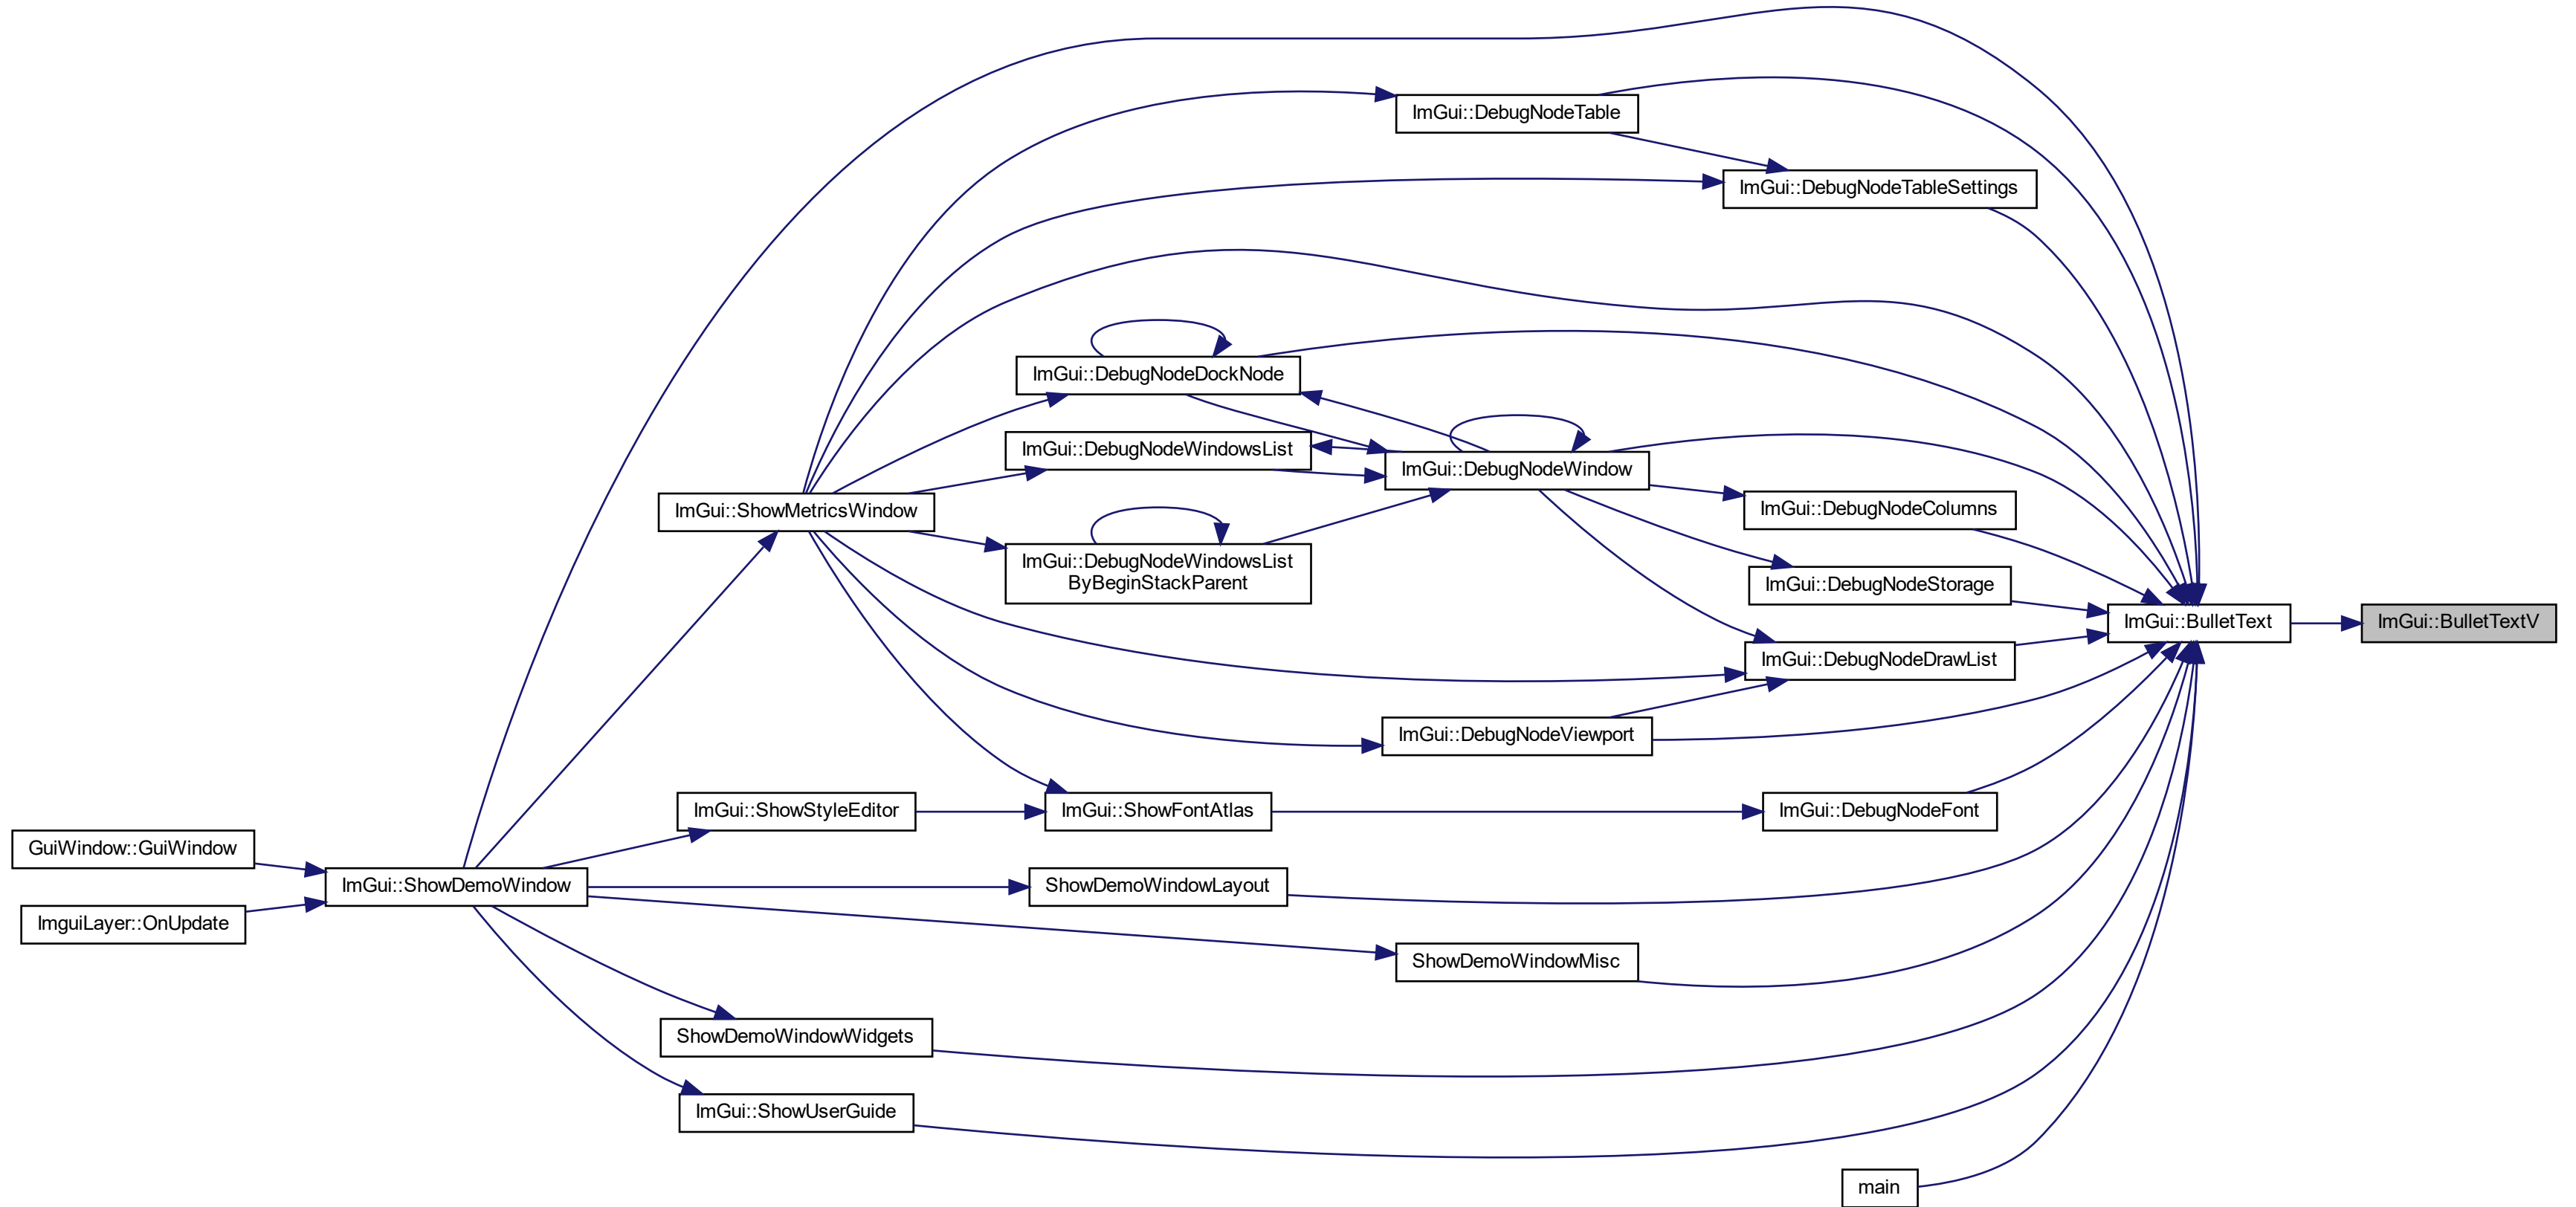 ImGui::DebugNodeTable
ImGui::DebugNodeTableSettings
ImGui::DebugNodeDockNode
ImGui::DebugNodeWindowsList
ImGui::DebugNodeWindow
ImGui::ShowMetricsWindow
ImGui::DebugNodeColumns
ImGui::DebugNodeWindowsList
ByBeginStackParent
ImGui::DebugNodeStorage
ImGui::BulletText
ImGui::BulletTextV
ImGui::DebugNodeDrawList
ImGui::DebugNodeViewport
ImGui::ShowStyleEditor
ImGui::ShowFontAtlas
ImGui::DebugNodeFont
GuiWindow::GuiWindow
ImGui::ShowDemoWindow
ShowDemoWindowLayout
ImguiLayer::OnUpdate
ShowDemoWindowMisc
ShowDemoWindowWidgets
ImGui::ShowUserGuide
main